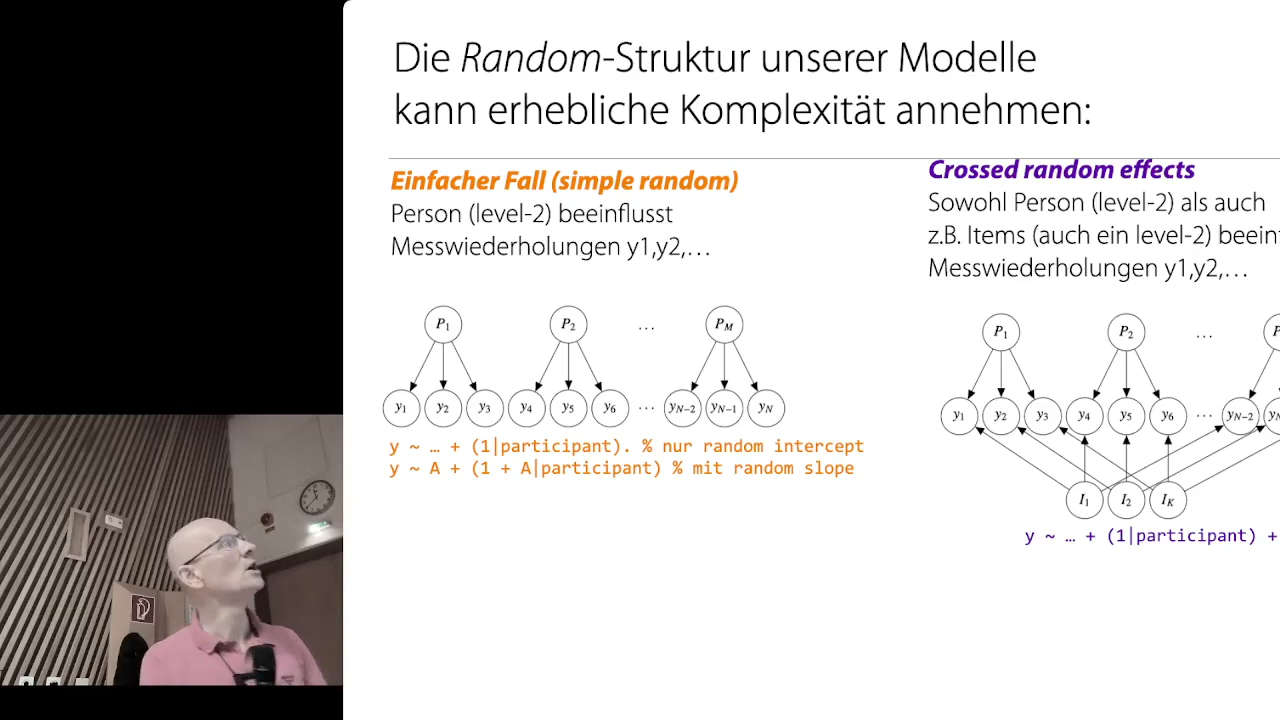 Die Random-Struktur unserer Modelle
kann erhebliche Komplexität annehmen:
Einfacher Fall (simple random)
Person (level-2) beeinflusst
Messwiederholungen y1,y2,…
P1 P2 … PM
y1 y2 y3 y4 y5 y6 … yN−2 yN−1 yN
y ~ … + (1|participant). % nur random intercept
y ~ A + (1 + A|participant) % mit random slope
Crossed random effects
Sowohl Person (level-2) als auch
z.B. Items (auch ein level-2)
Messwiederholungen y1,y2,…
P1 P2 … P
y1 y2 y3 y4 y5 y6 … yN−2
I1 I2 IK
y ~ … + (1|participant) +